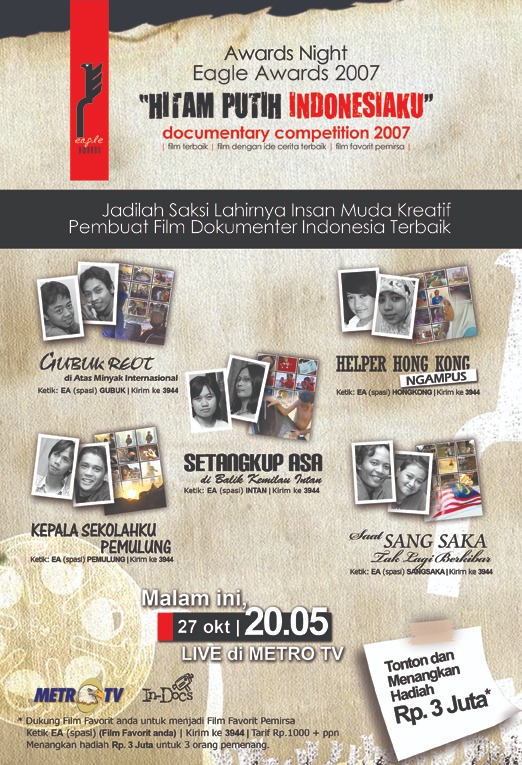 Awards Night
Eagle Awards 2007
"HITAM PUTIH INDONESIAKU"
documentary competition 2007
| film terbaik | film dengan ide cerita terbaik | film favorit pemirsa |
eagle
AWARDS
Jadilah Saksi Lahirnya Insan Muda Kreatif
Pembuat Film Dokumenter Indonesia Terbaik
GUBUK REOT
di Atas Minyak Internasional
Ketik: EA (spasi) GUBUK | Kirim ke 3944
HELPER HONG KONG
NGAMPUS
Ketik: EA (spasi) HONGKONG | Kirim ke 3944
SETANGKUP ASA
di Balik Kemilau Intan
Ketik: EA (spasi) INTAN | Kirim ke 3944
KEPALA SEKOLAHKU
PEMULUNG
Ketik: EA (spasi) PEMULUNG | Kirim ke 3944
Saat SANG SAKA
Tak Lagi Berkibar
Ketik: EA (spasi) SANGSAKA | Kirim ke 3944
Malam ini,
27 okt | 20.05
LIVE di METRO TV
Tonton dan
Menangkan
Hadiah
Rp. 3 Juta*
METRO TV
In-Docs
* Dukung Film Favorit anda untuk menjadi Film Favorit Pemirsa
Ketik EA (spasi) (Film Favorit anda) | Kirim ke 3944 | Tarif Rp.1000 + ppn
Menangkan hadiah Rp. 3 Juta untuk 3 orang pemenang.